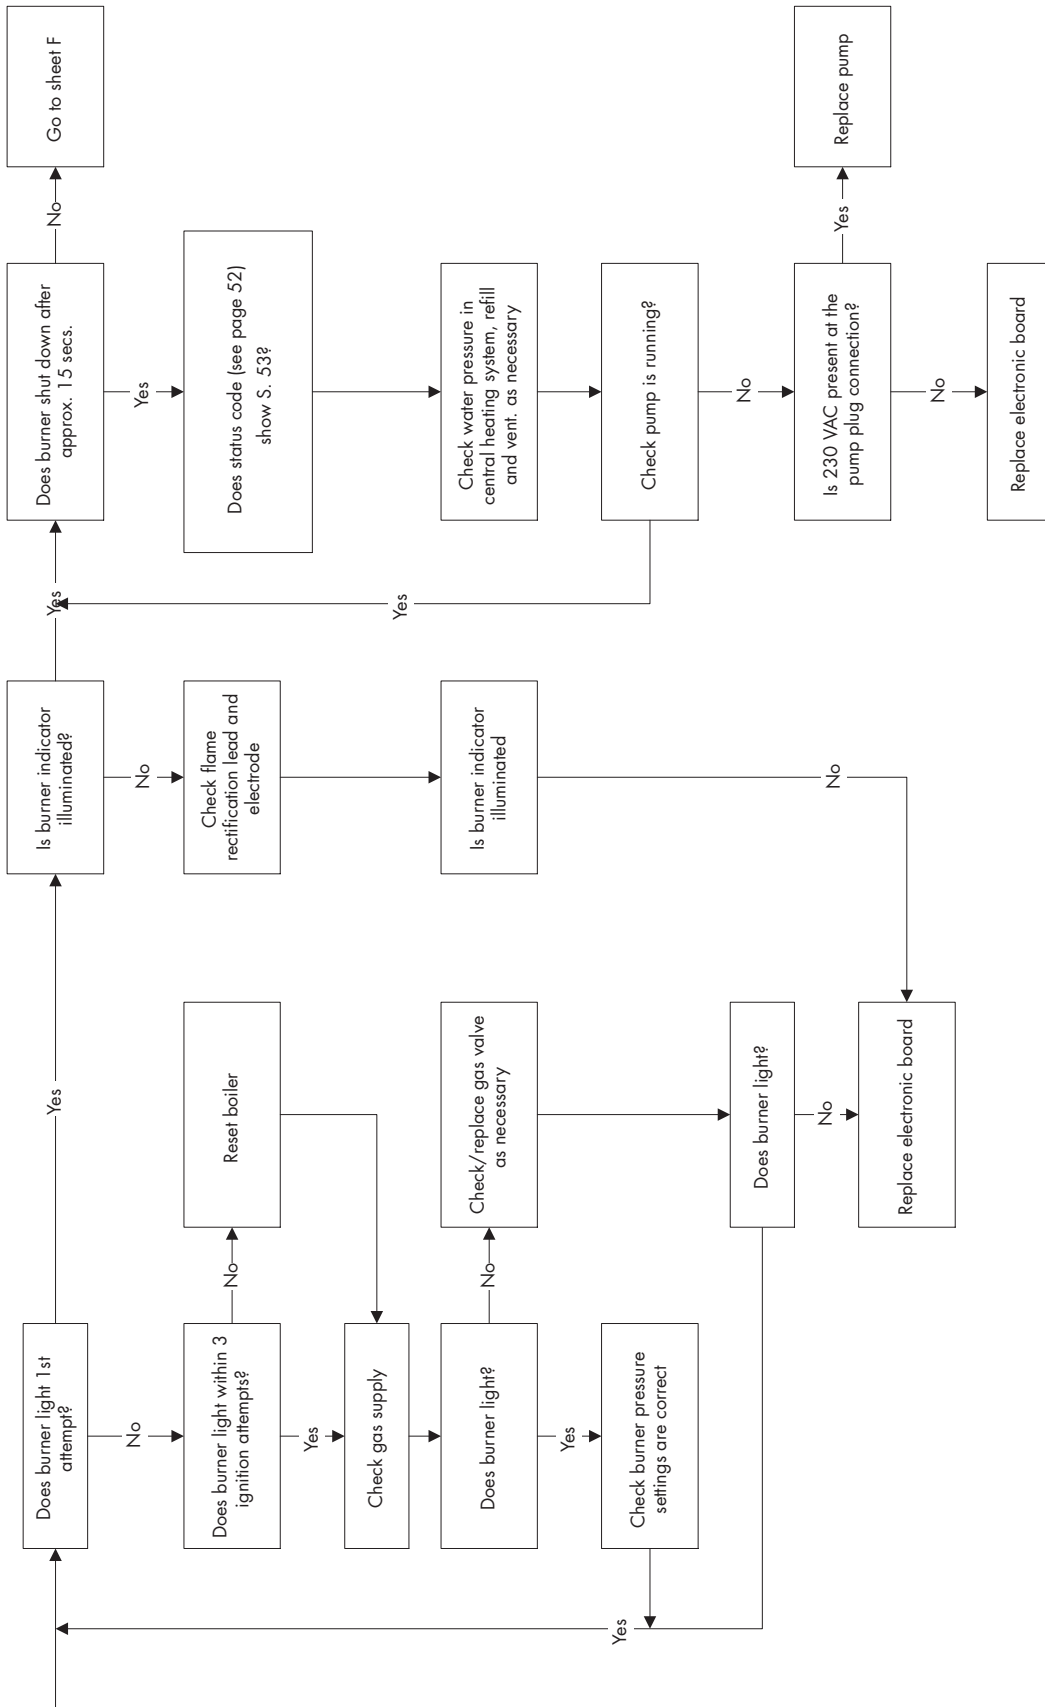 Does burner light 1st
attempt?
Yes
No
Does burner light within 3
ignition attempts?
No
Reset boiler
Yes
Check gas supply
Does burner light?
No
Check/replace gas valve
as necessary
Yes
Check burner pressure
settings are correct
Does burner light?
Yes
No
Replace electronic board
Is burner indicator
illuminated?
Yes
No
Check flame
rectification lead and
electrode
Is burner indicator
illuminated
No
Does burner shut down after
approx. 15 secs.
No
Go to sheet F
Yes
Does status code (see page 52)
show S. 53?
Check water pressure in
central heating system, refill
and vent. as necessary
Check pump is running?
Yes
No
Is 230 VAC present at the
pump plug connection?
Yes
Replace pump
No
Replace electronic board